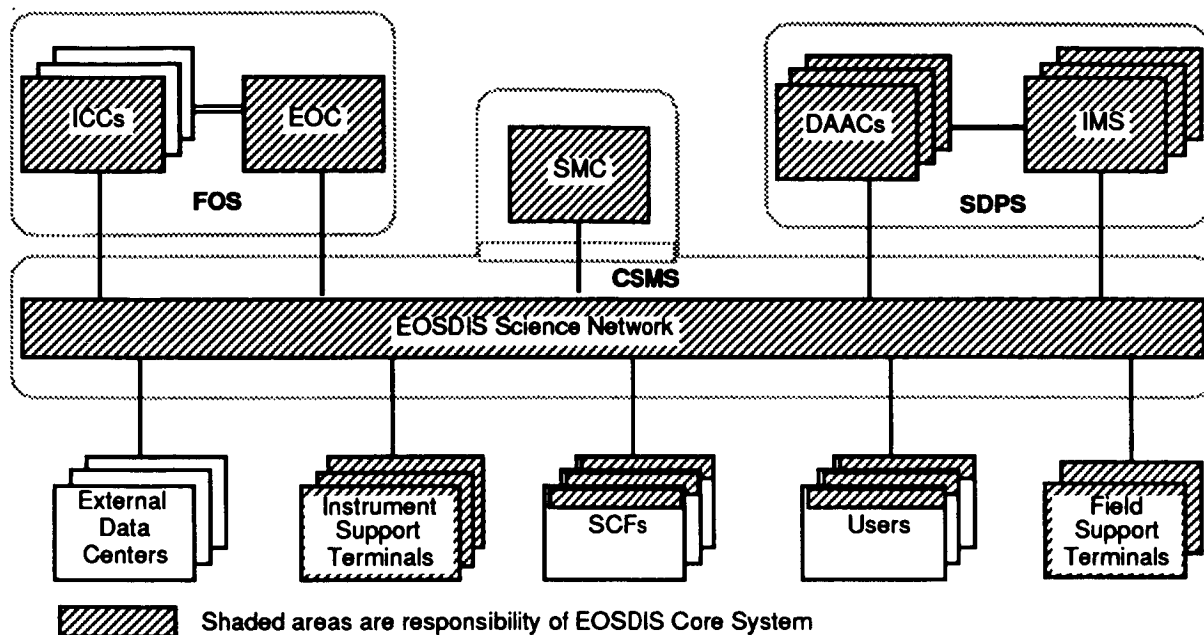 ICCs
EOC
FOS
SMC
DAACs
IMS
SDPS
CSMS
EOSDIS Science Network
External
Data
Centers
Instrument
Support
Terminals
SCFs
Users
Field
Support
Terminals
Shaded areas are responsibility of EOSDIS Core System